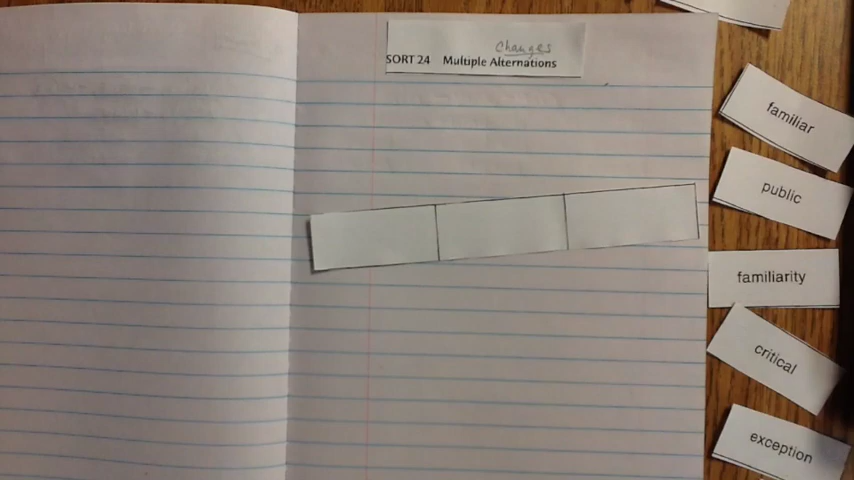 Changes
SORT 24 Multiple Alternations
familiar
public
familiarity
critical
exception